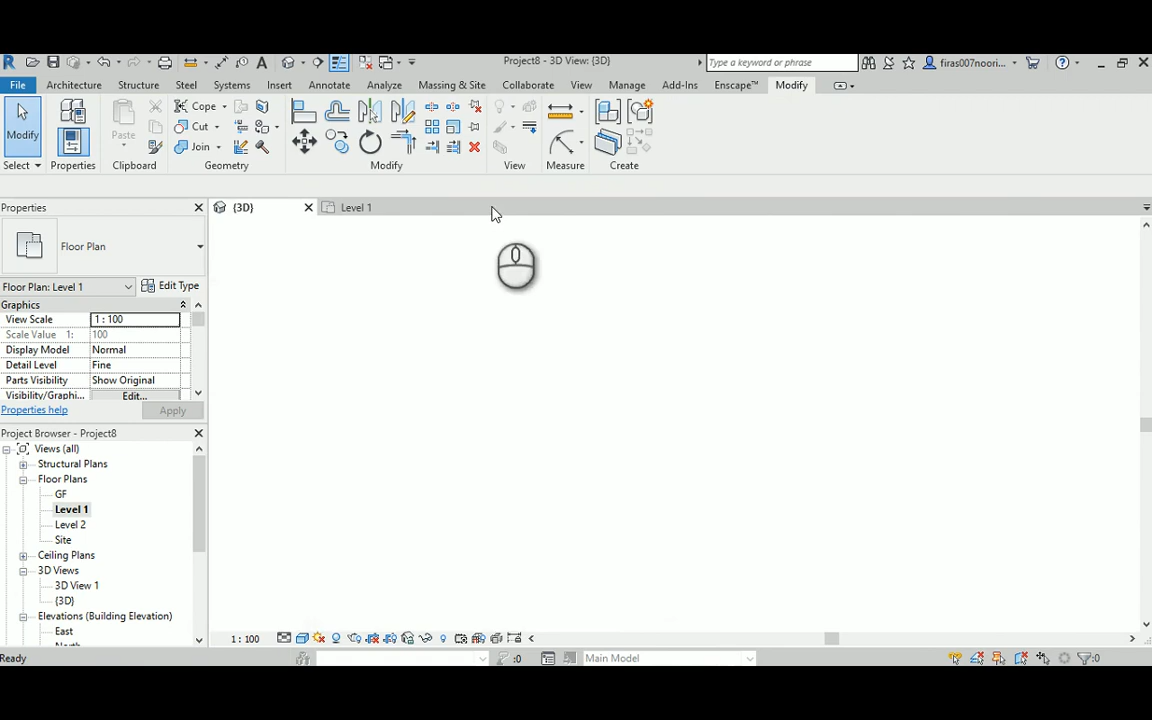 Project8 - 3D View: {3D}
Type a keyword or phrase
firas007noori...
File
Architecture
Structure
Steel
Systems
Insert
Annotate
Analyze
Massing & Site
Collaborate
View
Manage
Add-Ins
Enscape™
Modify
Modify
Paste
Cope
Cut
Join
Select
Properties
Clipboard
Geometry
Modify
View
Measure
Create
Properties
{3D}
Level 1
Floor Plan
Floor Plan: Level 1
Edit Type
Graphics
View Scale
1 : 100
Scale Value 1:
100
Display Model
Normal
Detail Level
Fine
Parts Visibility
Show Original
Visibility/Graphi...
Edit...
Properties help
Apply
Project Browser - Project8
Views (all)
Structural Plans
Floor Plans
GF
Level 1
Level 2
Site
Ceiling Plans
3D Views
3D View 1
{3D}
Elevations (Building Elevation)
East
North
1 : 100
Ready
:0
Main Model
:0